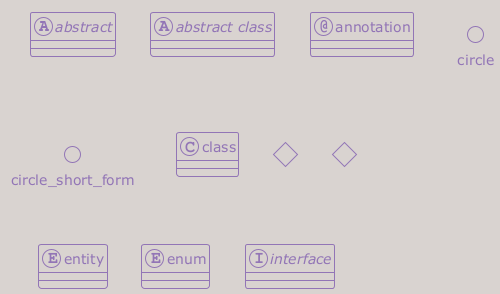 A abstract
A abstract class
@ annotation
circle
circle_short_form
C class
E entity
E enum
I interface